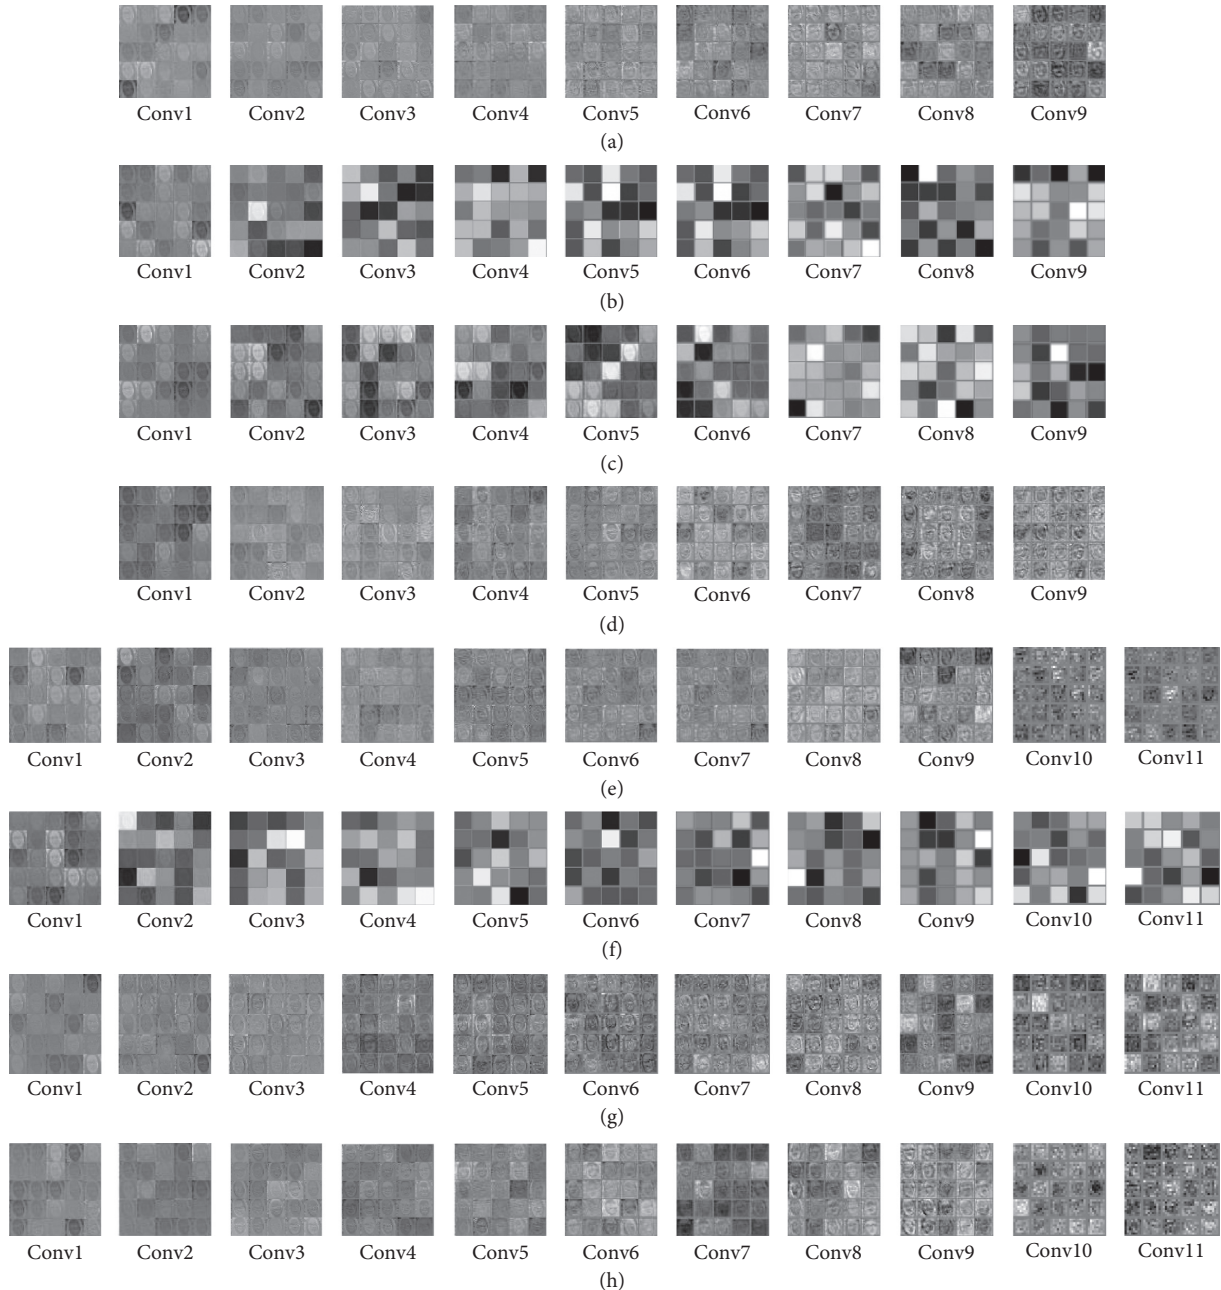 Conv1 Conv2 Conv3 Conv4 Conv5 Conv6 Conv7 Conv8 Conv9
(a)
Conv1 Conv2 Conv3 Conv4 Conv5 Conv6 Conv7 Conv8 Conv9
(b)
Conv1 Conv2 Conv3 Conv4 Conv5 Conv6 Conv7 Conv8 Conv9
(c)
Conv1 Conv2 Conv3 Conv4 Conv5 Conv6 Conv7 Conv8 Conv9
(d)
Conv1 Conv2 Conv3 Conv4 Conv5 Conv6 Conv7 Conv8 Conv9 Conv10 Conv11
(e)
Conv1 Conv2 Conv3 Conv4 Conv5 Conv6 Conv7 Conv8 Conv9 Conv10 Conv11
(f)
Conv1 Conv2 Conv3 Conv4 Conv5 Conv6 Conv7 Conv8 Conv9 Conv10 Conv11
(g)
Conv1 Conv2 Conv3 Conv4 Conv5 Conv6 Conv7 Conv8 Conv9 Conv10 Conv11
(h)